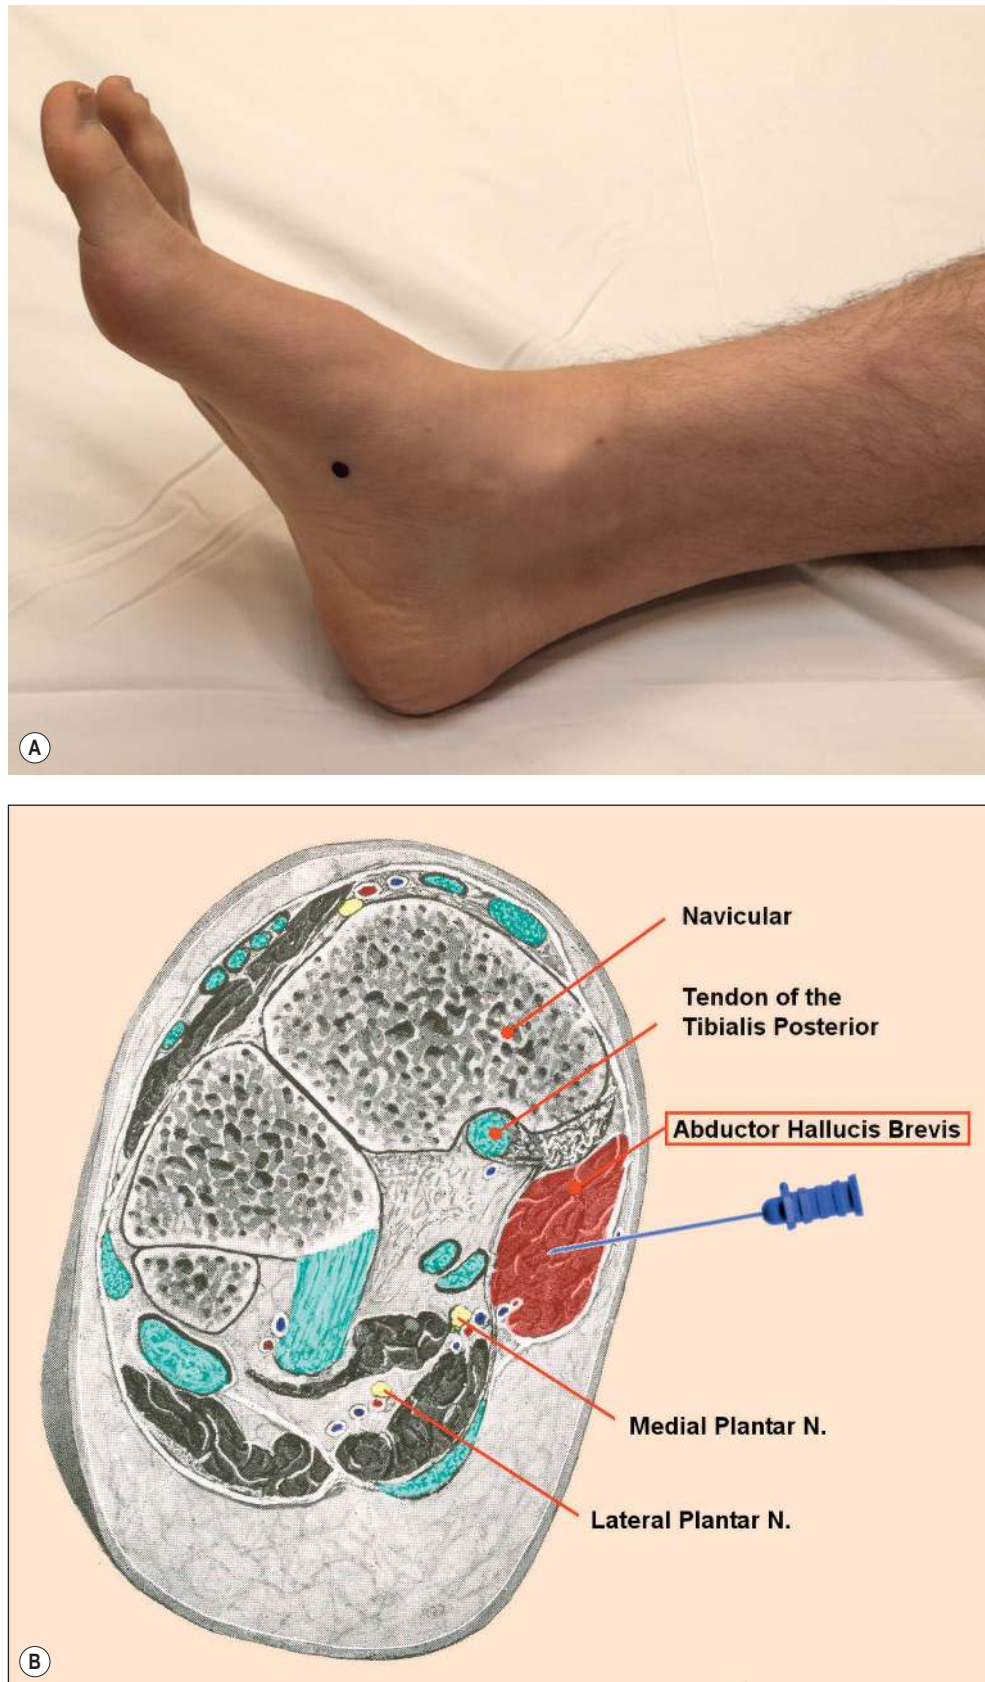 A
Navicular
Tendon of the
Tibialis Posterior
Abductor Hallucis Brevis
Medial Plantar N.
Lateral Plantar N.
B